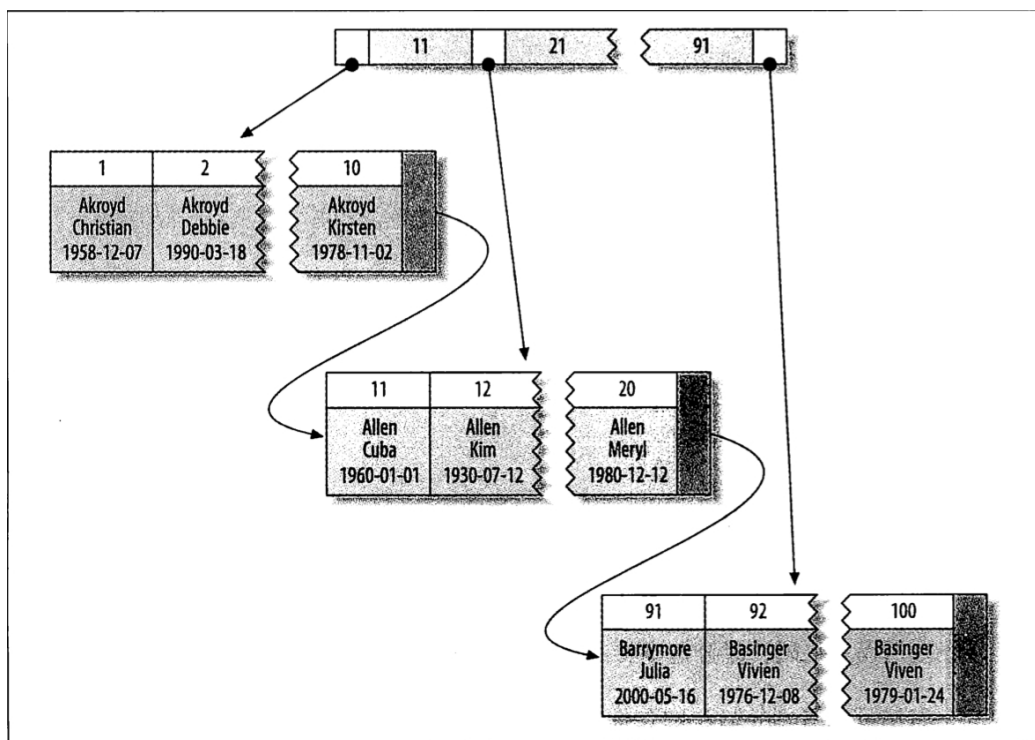 11 21 91
1 2 10
Akroyd Akroyd Akroyd
Christian Debbie Kirsten
1958-12-07 1990-03-18 1978-11-02
11 12 20
Allen Allen Allen
Cuba Kim Meryl
1960-01-01 1930-07-12 1980-12-12
91 92 100
Barrymore Basinger Basinger
Julia Vivien Viven
2000-05-16 1976-12-08 1979-01-24